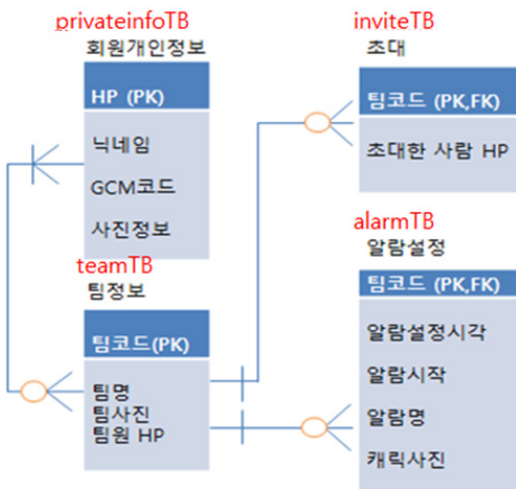 privateinfoTB
회원개인정보
HP (PK)
닉네임
GCM코드
사진정보
teamTB
팀정보
팀코드(PK)
팀명
팀사진
팀원 HP
inviteTB
초대
팀코드 (PK,FK)
초대한 사람 HP
alarmTB
알람설정
팀코드 (PK,FK)
알람설정시각
알람시작
알람명
캐릭사진